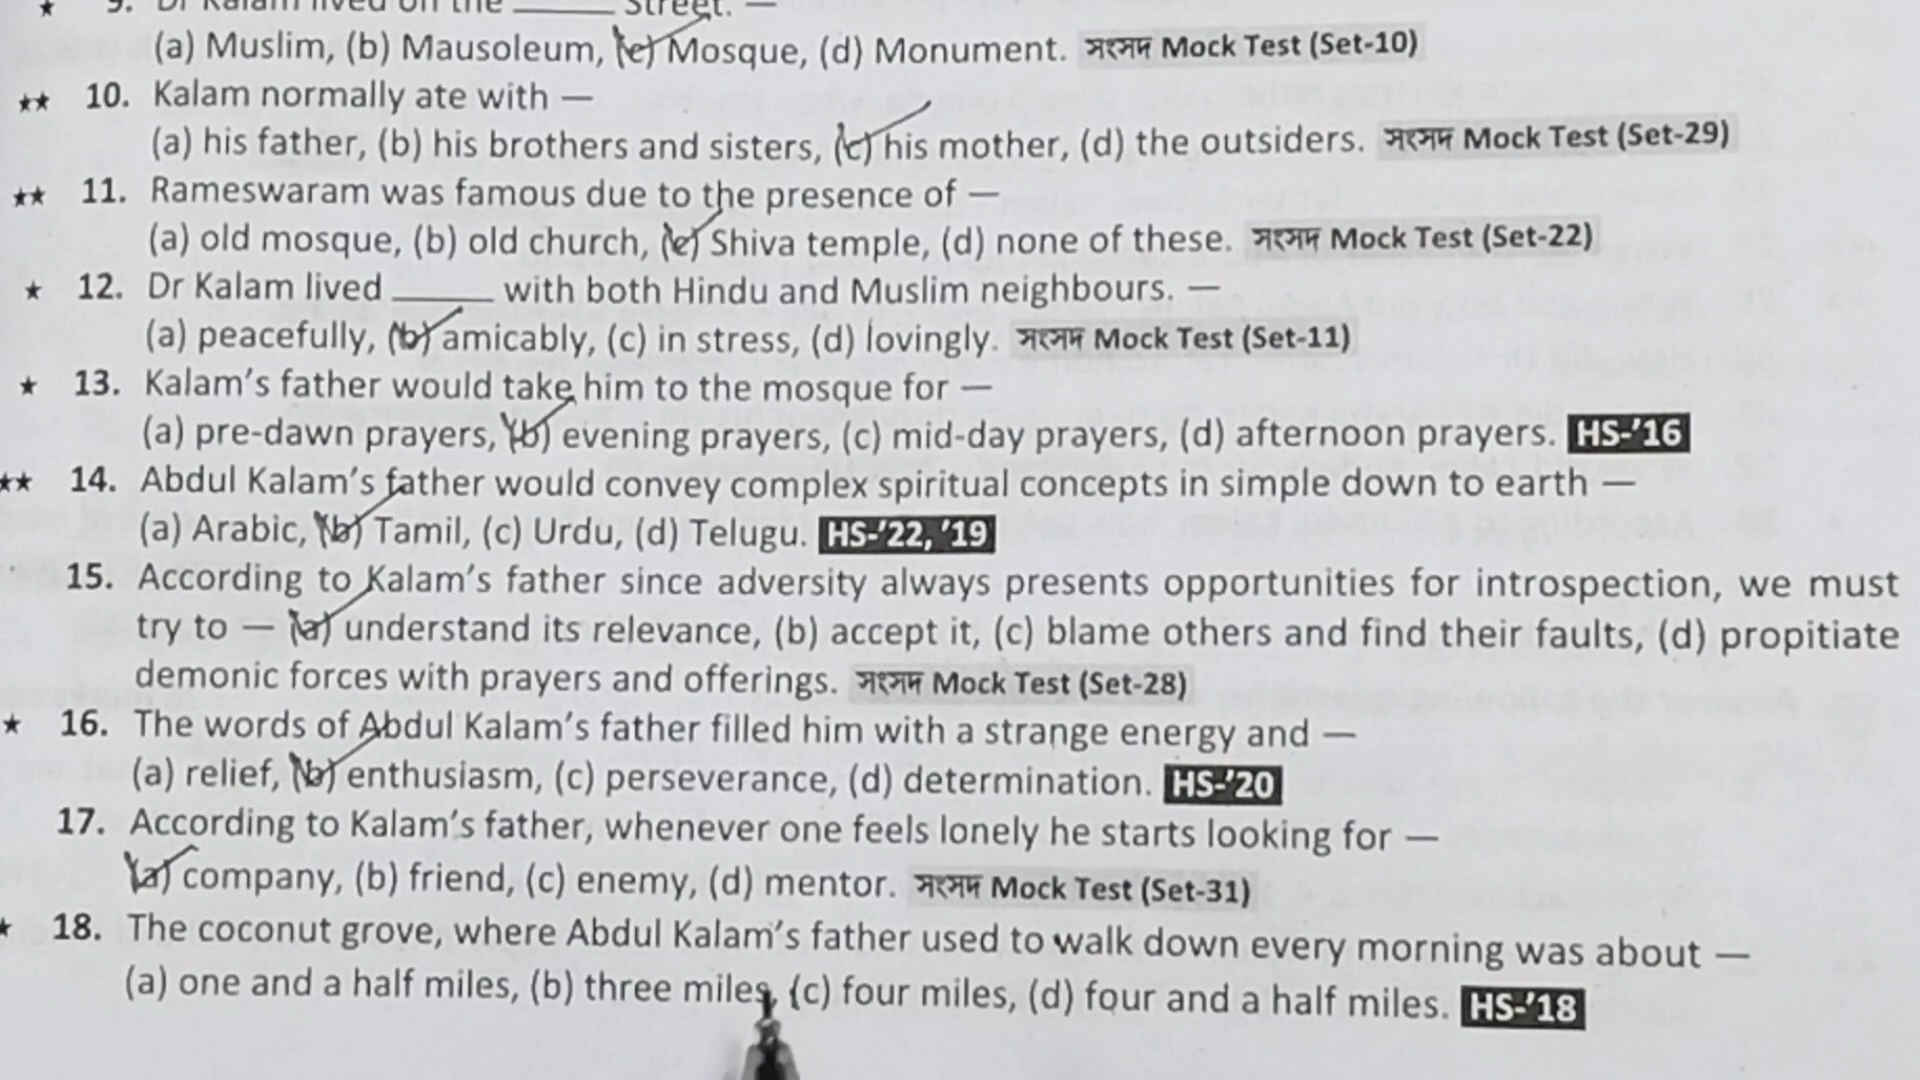 9. Dr Kalam lived on the ______ Street. —
(a) Muslim, (b) Mausoleum, (c) Mosque, (d) Monument. সংসদ Mock Test (Set-10)
★★ 10. Kalam normally ate with —
(a) his father, (b) his brothers and sisters, (c) his mother, (d) the outsiders. সংসদ Mock Test (Set-29)
★★ 11. Rameswaram was famous due to the presence of —
(a) old mosque, (b) old church, (c) Shiva temple, (d) none of these. সংসদ Mock Test (Set-22)
★ 12. Dr Kalam lived ______ with both Hindu and Muslim neighbours. —
(a) peacefully, (b) amicably, (c) in stress, (d) lovingly. সংসদ Mock Test (Set-11)
★ 13. Kalam's father would take him to the mosque for —
(a) pre-dawn prayers, (b) evening prayers, (c) mid-day prayers, (d) afternoon prayers. HS-'16
★★ 14. Abdul Kalam's father would convey complex spiritual concepts in simple down to earth —
(a) Arabic, (b) Tamil, (c) Urdu, (d) Telugu. HS-'22, '19
15. According to Kalam's father since adversity always presents opportunities for introspection, we must
try to — (a) understand its relevance, (b) accept it, (c) blame others and find their faults, (d) propitiate
demonic forces with prayers and offerings. সংসদ Mock Test (Set-28)
★ 16. The words of Abdul Kalam's father filled him with a strange energy and —
(a) relief, (b) enthusiasm, (c) perseverance, (d) determination. HS-'20
17. According to Kalam's father, whenever one feels lonely he starts looking for —
(a) company, (b) friend, (c) enemy, (d) mentor. সংসদ Mock Test (Set-31)
★ 18. The coconut grove, where Abdul Kalam's father used to walk down every morning was about —
(a) one and a half miles, (b) three miles, (c) four miles, (d) four and a half miles. HS-'18